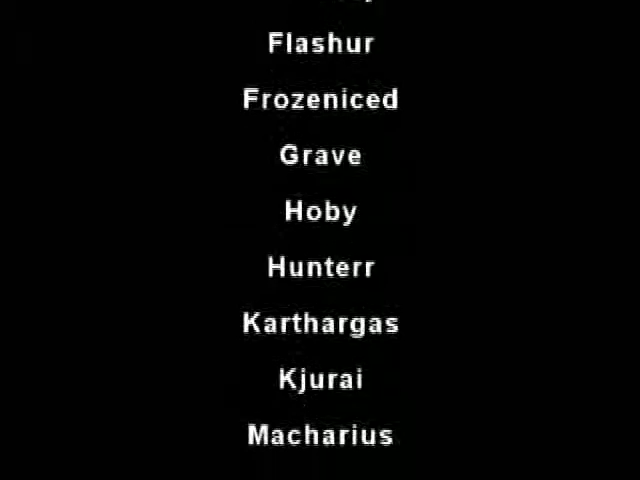 Flashur
Frozeniced
Grave
Hoby
Hunterr
Karthargas
Kjurai
Macharius